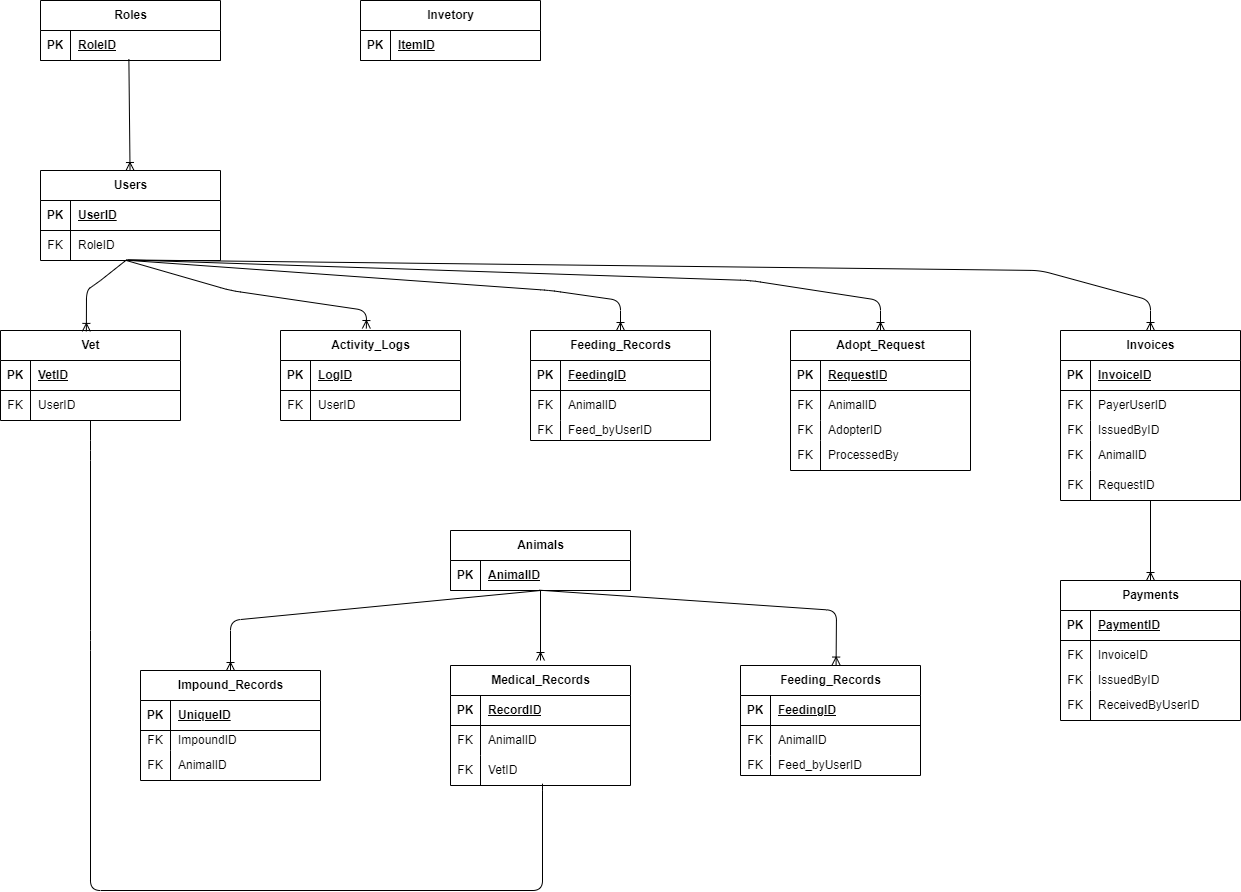 Roles
PK RoleID
Invetory
PK ItemID
Users
PK UserID
FK RoleID
Vet
PK VetID
FK UserID
Activity_Logs
PK LogID
FK UserID
Feeding_Records
PK FeedingID
FK AnimalID
FK Feed_byUserID
Adopt_Request
PK RequestID
FK AnimalID
FK AdopterID
FK ProcessedBy
Invoices
PK InvoiceID
FK PayerUserID
FK IssuedByID
FK AnimalID
FK RequestID
Animals
PK AnimalID
Payments
PK PaymentID
FK InvoiceID
FK IssuedByID
FK ReceivedByUserID
Impound_Records
PK UniqueID
FK ImpoundID
FK AnimalID
Medical_Records
PK RecordID
FK AnimalID
FK VetID
Feeding_Records
PK FeedingID
FK AnimalID
FK Feed_byUserID